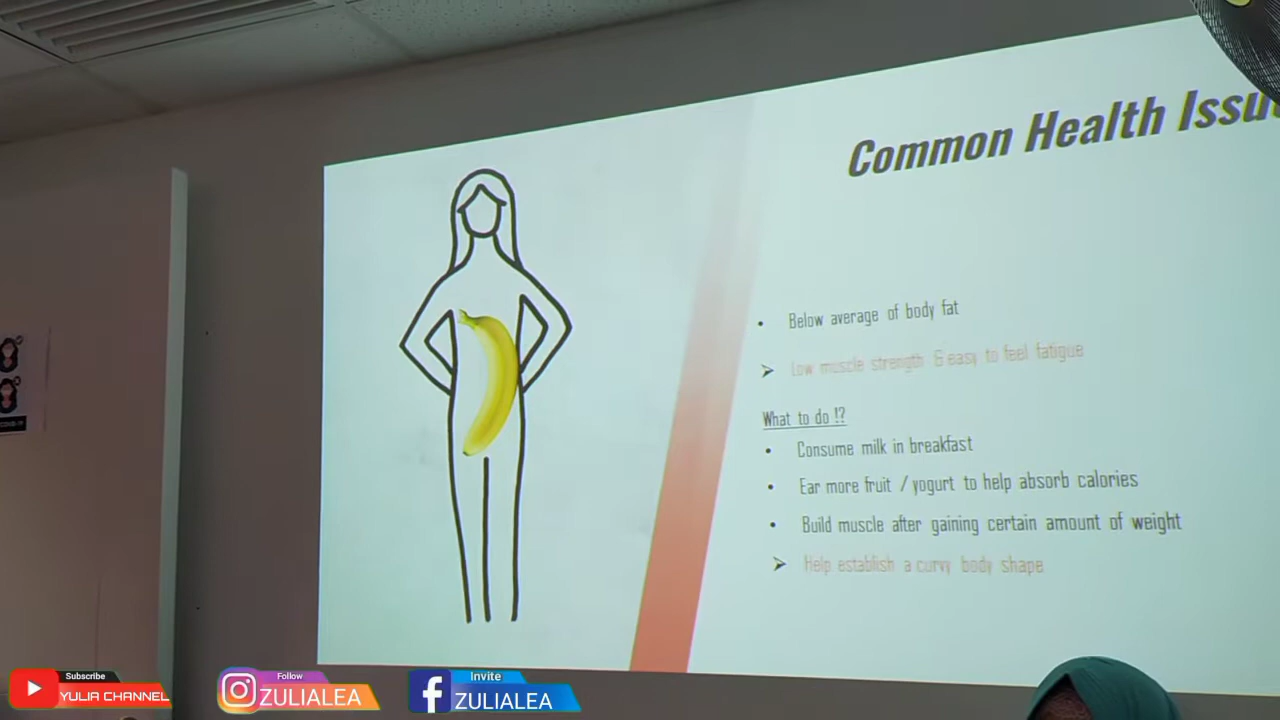 Common Health Issu
Below average of body fat
Low muscle strength & easy to feel fatigue
What to do !?
Consume milk in breakfast
Ear more fruit / yogurt to help absorb calories
Build muscle after gaining certain amount of weight
Help establish a curvy body shape
Subscribe
YULIA CHANNEL
Follow
ZULIALEA
Invite
ZULIALEA